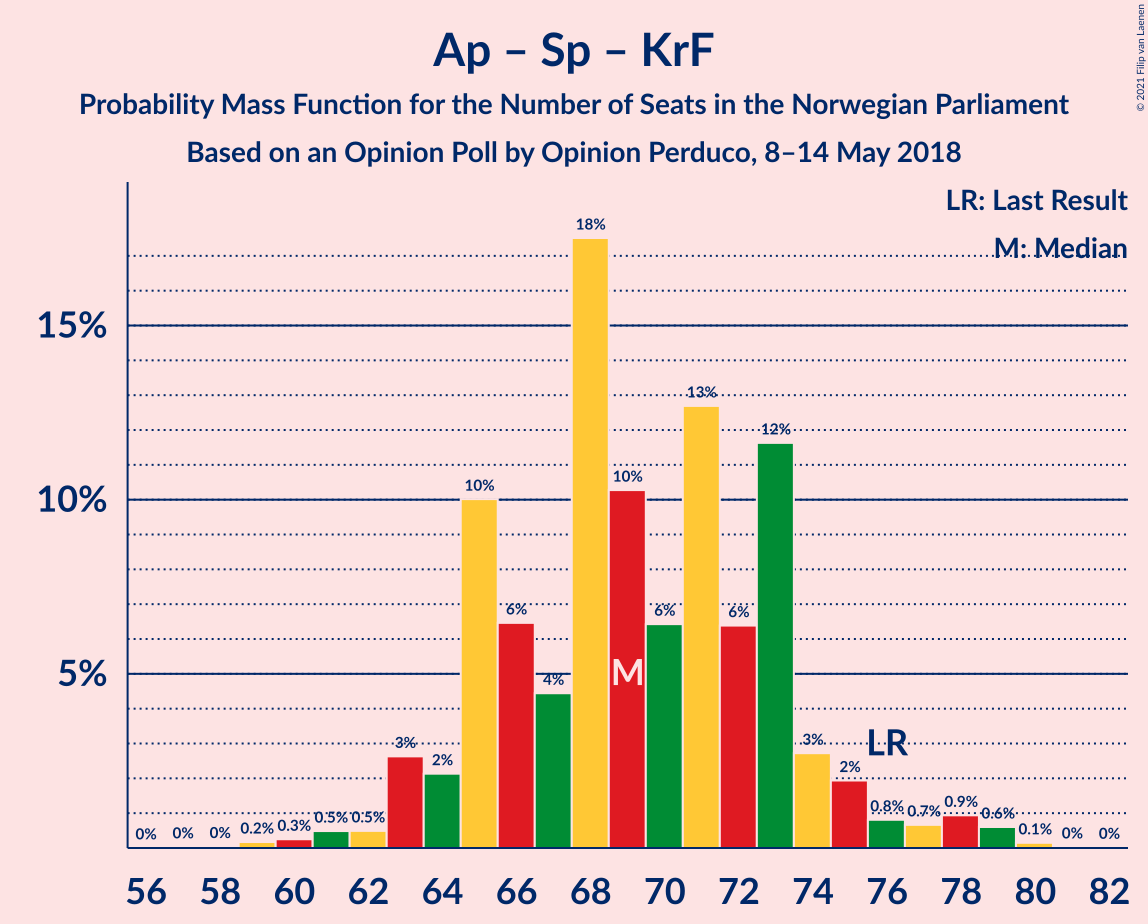 Ap – Sp – KrF
Probability Mass Function for the Number of Seats in the Norwegian Parliament
Based on an Opinion Poll by Opinion Perduco, 8–14 May 2018
© 2021 Filip van Laenen
LR: Last Result
M: Median
15%
10%
5%
0% 0% 0% 0.2% 0.3% 0.5% 0.5% 3% 2% 10% 6% 4% 18% 10% 6% 13% 6% 12% 3% 2% 0.8% 0.7% 0.9% 0.6% 0.1% 0% 0%
M
LR
56 58 60 62 64 66 68 70 72 74 76 78 80 82